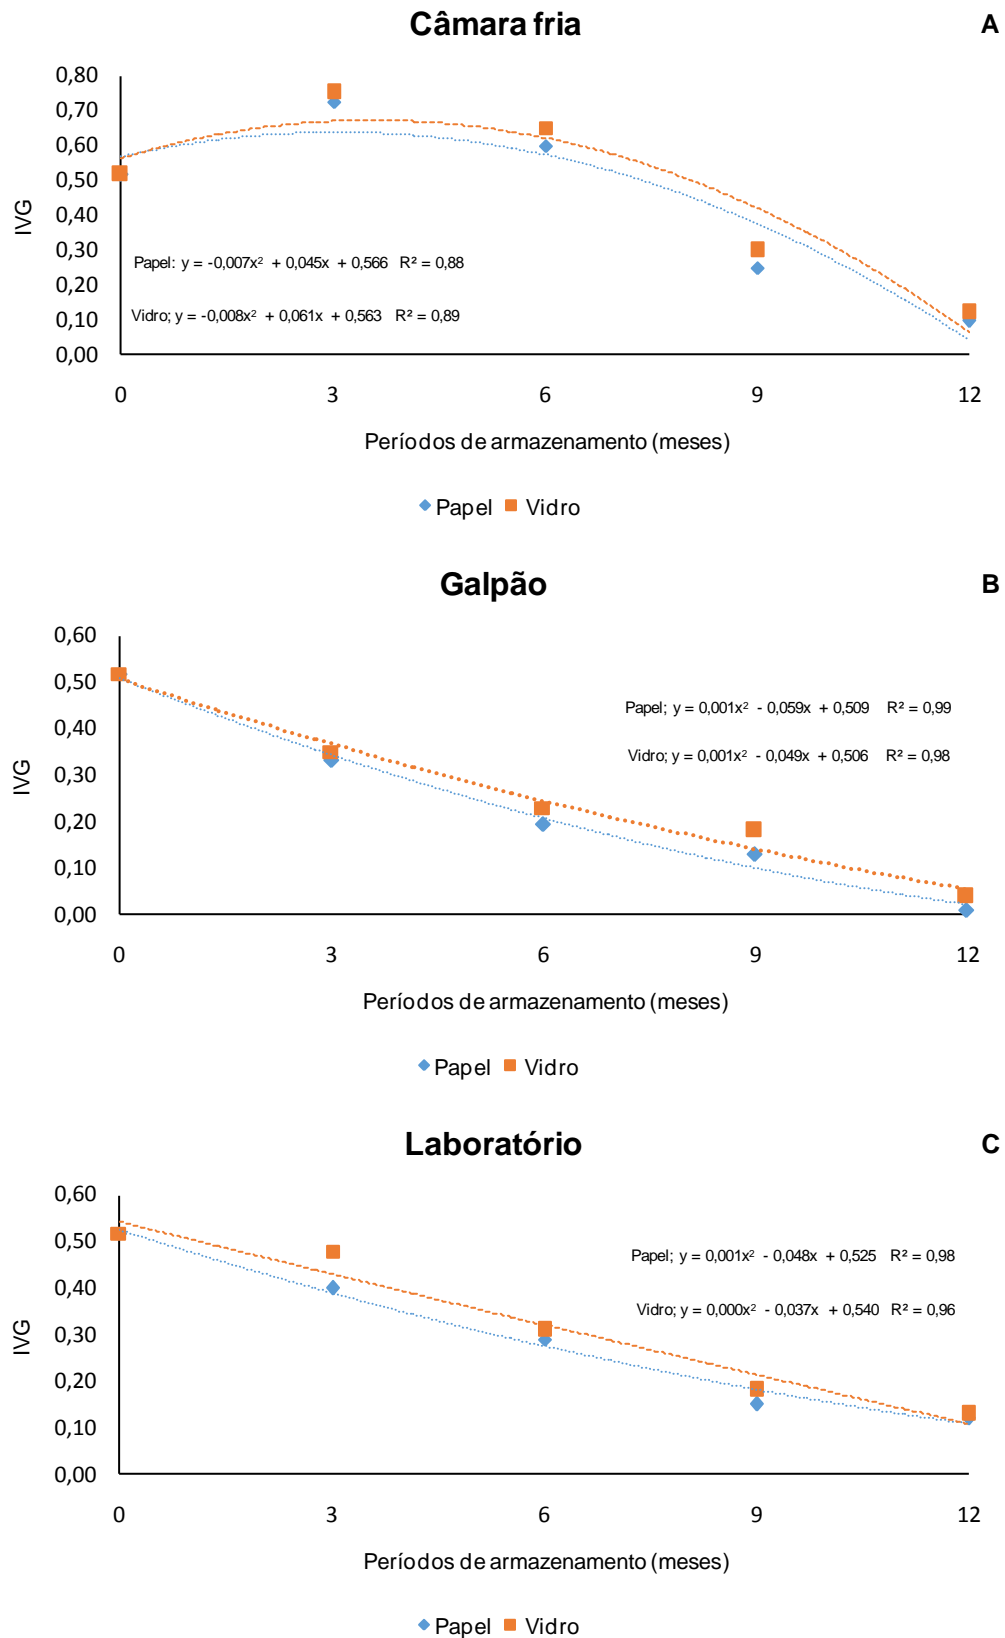 Câmara fria
A
0,80
0,70
0,60
0,50
0,40
0,30
0,20
0,10
0,00
IVG
Papel: y = -0,007x² + 0,045x + 0,566 R² = 0,88
Vidro; y = -0,008x² + 0,061x + 0,563 R² = 0,89
0 3 6 9 12
Períodos de armazenamento (meses)
Papel Vidro
Galpão
B
0,60
0,50
0,40
0,30
0,20
0,10
0,00
IVG
Papel; y = 0,001x² - 0,059x + 0,509 R² = 0,99
Vidro; y = 0,001x² - 0,049x + 0,506 R² = 0,98
0 3 6 9 12
Períodos de armazenamento (meses)
Papel Vidro
Laboratório
C
0,60
0,50
0,40
0,30
0,20
0,10
0,00
IVG
Papel; y = 0,001x² - 0,048x + 0,525 R² = 0,98
Vidro; y = 0,000x² - 0,037x + 0,540 R² = 0,96
0 3 6 9 12
Períodos de armazenamento (meses)
Papel Vidro